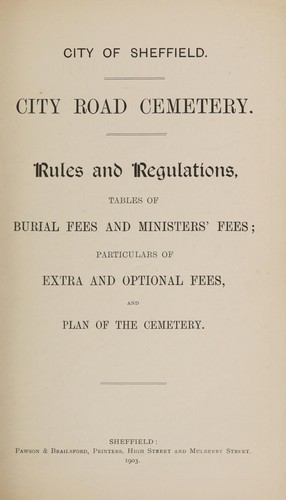 CITY OF SHEFFIELD.
CITY ROAD CEMETERY.
Rules and Regulations,
TABLES OF
BURIAL FEES AND MINISTERS' FEES;
PARTICULARS OF
EXTRA AND OPTIONAL FEES,
AND
PLAN OF THE CEMETERY.
SHEFFIELD:
PAWSON & BRAILSFORD, PRINTERS, HIGH STREET AND MULBERRY STREET.
1903.